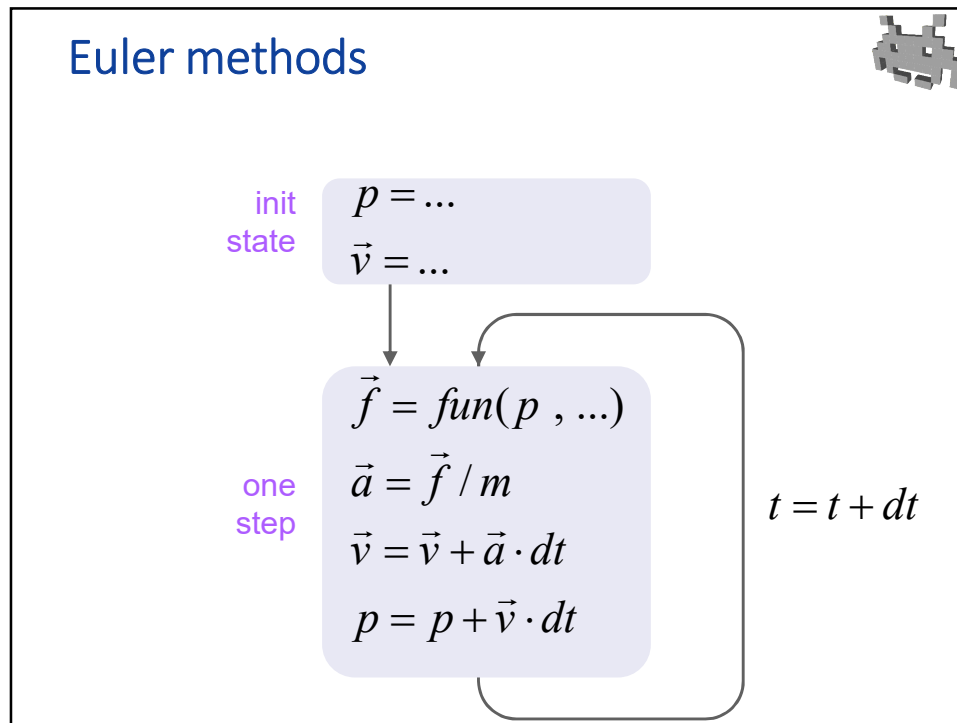 Euler methods
init
state
p = ...
v⃗ = ...
one
step
f⃗ = fun(p , ...)
a⃗ = f⃗ / m
v⃗ = v⃗ + a⃗ · dt
p = p + v⃗ · dt
t = t + dt